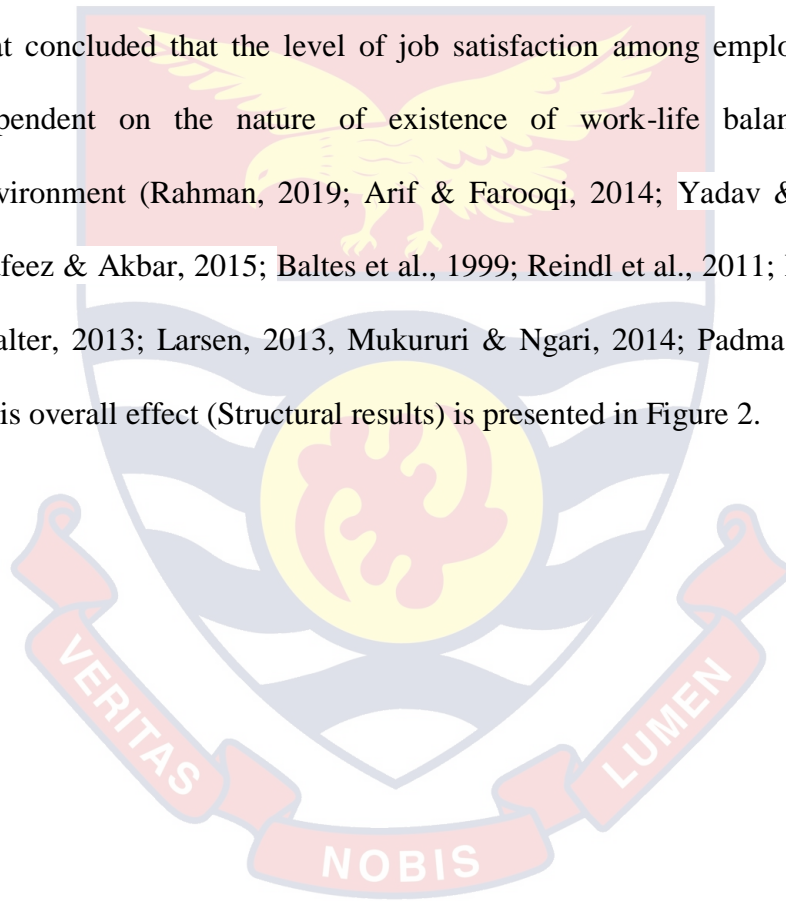 at concluded that the level of job satisfaction among emplo
pendent on the nature of existence of work-life balan
vironment (Rahman, 2019; Arif & Farooqi, 2014; Yadav &
afeez & Akbar, 2015; Baltes et al., 1999; Reindl et al., 2011;
alter, 2013; Larsen, 2013, Mukururi & Ngari, 2014; Padma
is overall effect (Structural results) is presented in Figure 2.
VERITAS
NOBIS
LUMEN